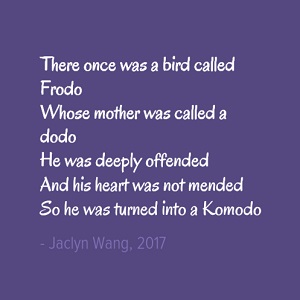 There once was a bird called
Frodo
Whose mother was called a
dodo
He was deeply offended
And his heart was not mended
So he was turned into a Komodo
- Jaclyn Wang, 2017